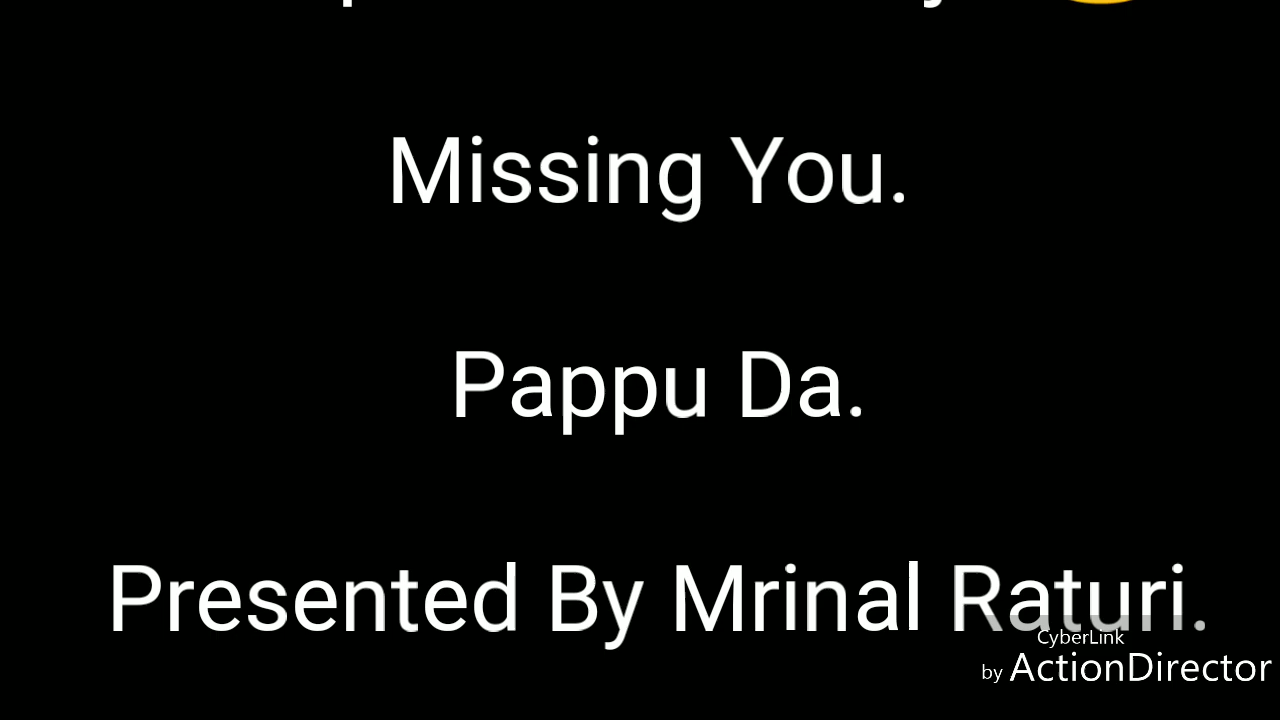 Missing You.
Pappu Da.
Presented By Mrinal Raturi.
CyberLink
by ActionDirector